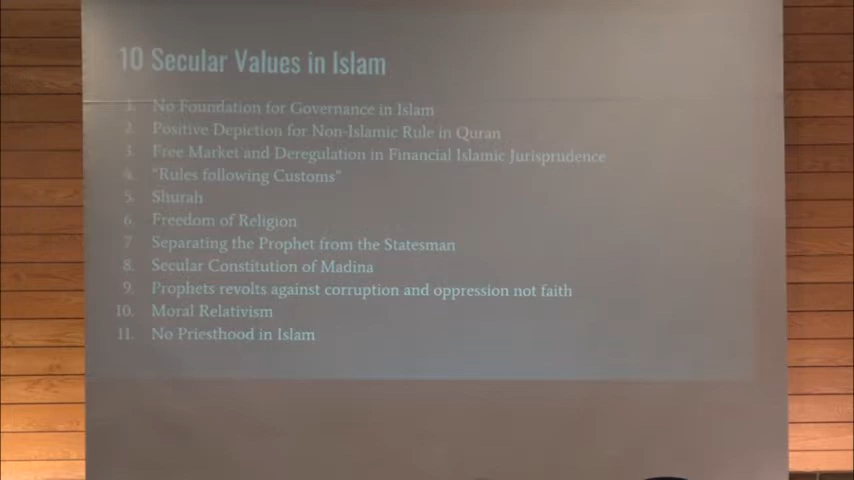 10 Secular Values in Islam
1. No Foundation for Governance in Islam
2. Positive Depiction for Non-Islamic Rule in Quran
3. Free Market and Deregulation in Financial Islamic Jurisprudence
4. "Rules following Customs"
5. Shurah
6. Freedom of Religion
7. Separating the Prophet from the Statesman
8. Secular Constitution of Madina
9. Prophets revolts against corruption and oppression not faith
10. Moral Relativism
11. No Priesthood in Islam